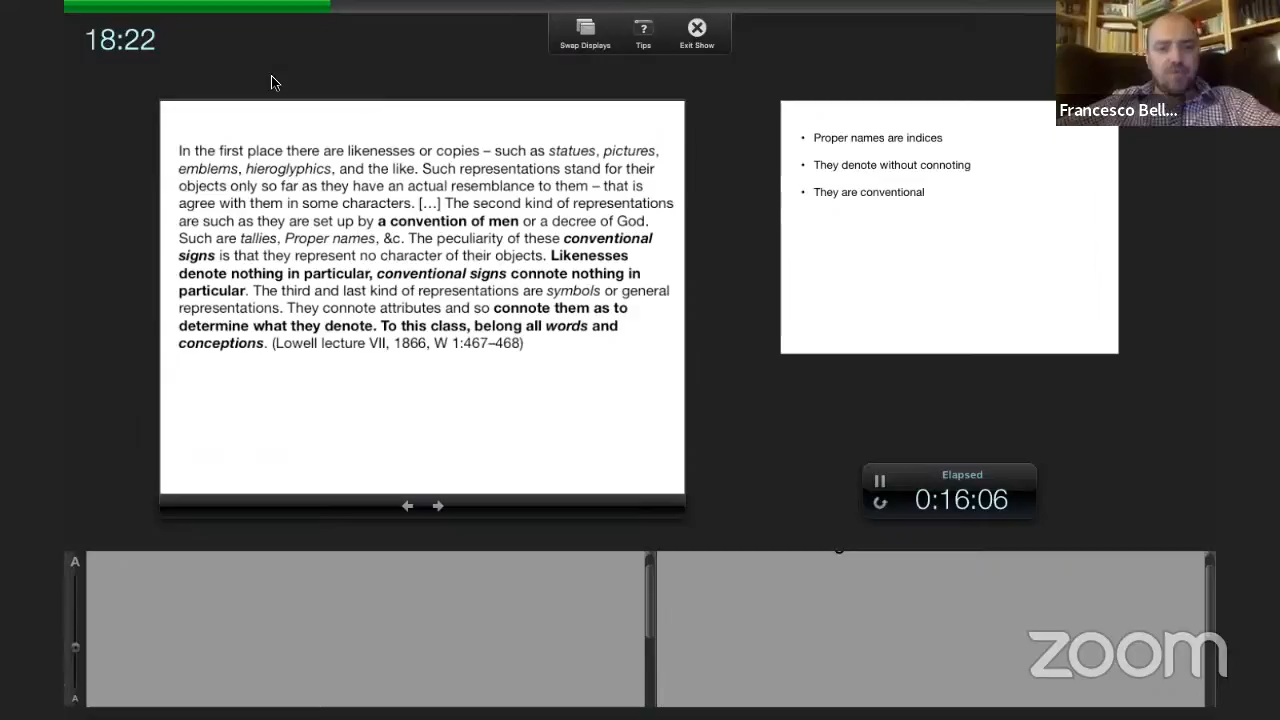 18:22
Swap Displays
Tips
Exit Show
Francesco Bell...
In the first place there are likenesses or copies – such as statues, pictures,
emblems, hieroglyphics, and the like. Such representations stand for their
objects only so far as they have an actual resemblance to them – that is
agree with them in some characters. […] The second kind of representations
are such as they are set up by a convention of men or a decree of God.
Such are tallies, Proper names, &c. The peculiarity of these conventional
signs is that they represent no character of their objects. Likenesses
denote nothing in particular, conventional signs connote nothing in
particular. The third and last kind of representations are symbols or general
representations. They connote attributes and so connote them as to
determine what they denote. To this class, belong all words and
conceptions. (Lowell lecture VII, 1866, W 1:467–468)
• Proper names are indices
• They denote without connoting
• They are conventional
Elapsed
0:16:06
A
A
zoom